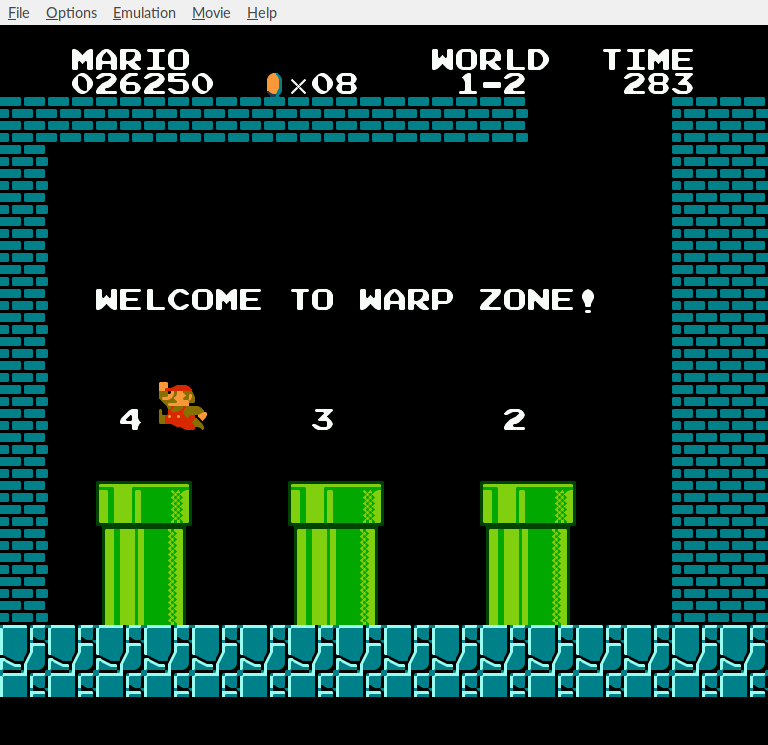 File Options Emulation Movie Help
MARIO WORLD TIME
026250 ×08 1-2 283
WELCOME TO WARP ZONE!
4 3 2